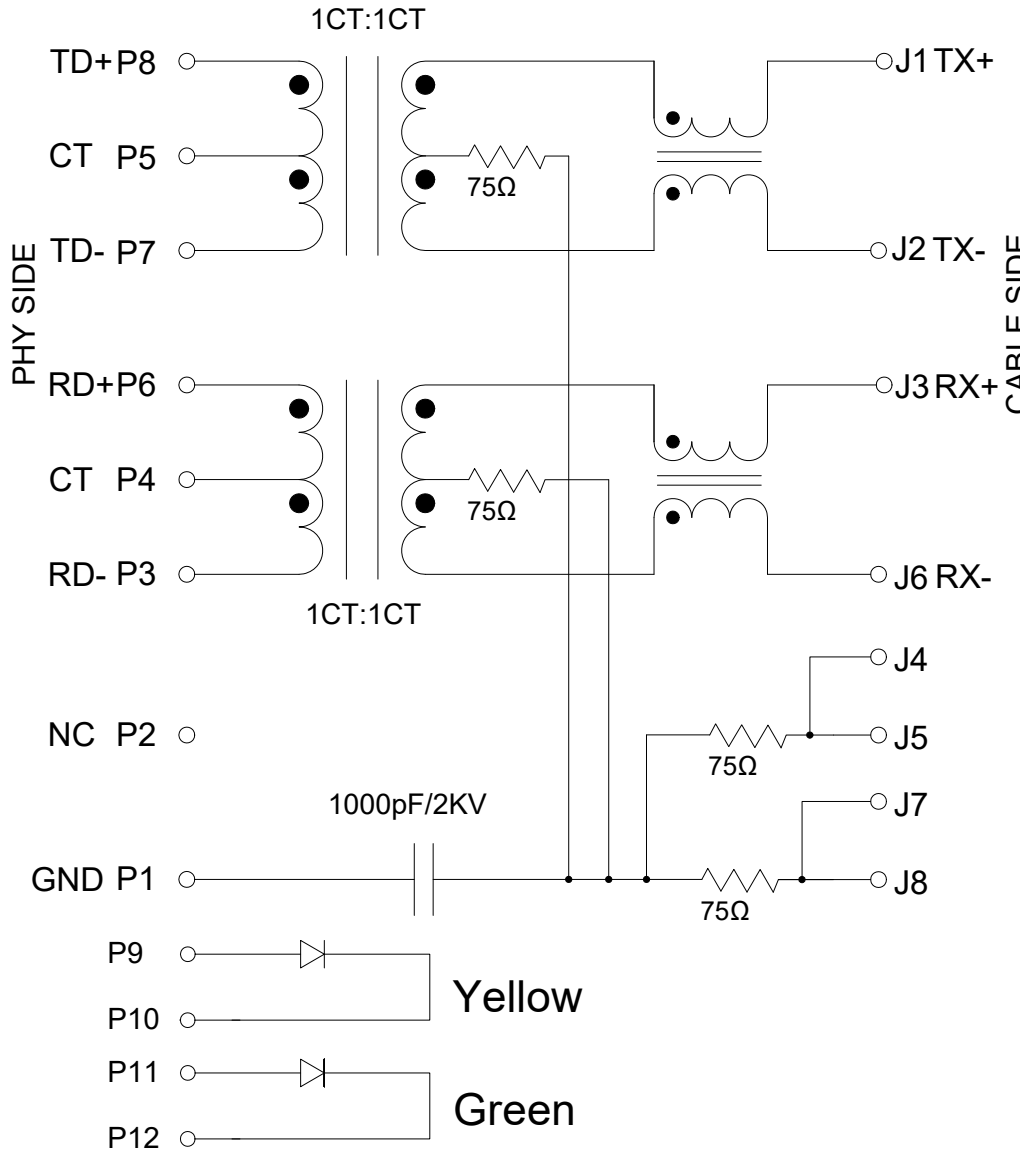 1CT:1CT
TD+ P8
J1 TX+
CT P5
75Ω
TD- P7
J2 TX-
PHY SIDE
CABLE SIDE
RD+ P6
J3 RX+
CT P4
75Ω
RD- P3
J6 RX-
1CT:1CT
J4
NC P2
J5
75Ω
J7
1000pF/2KV
GND P1
J8
75Ω
P9
Yellow
P10
P11
Green
P12